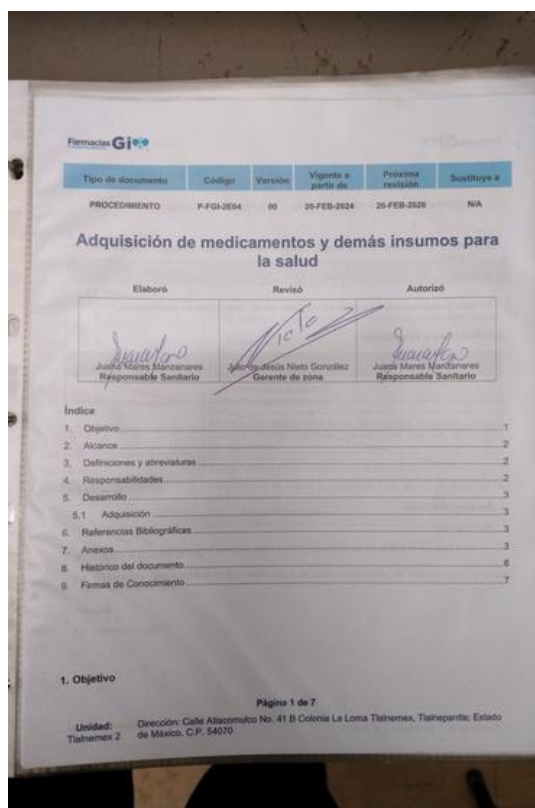 Farmacias Gi
Tipo de documento Código Versión Vigente a partir de Próxima revisión Sustituye a
PROCEDIMIENTO P-FGI-2E04 00 20-FEB-2024 20-FEB-2026 N/A
Adquisición de medicamentos y demás insumos para
la salud
Elaboró Revisó Autorizó
Juana Mares Manzanares Julio de Jesús Nieto González Juana Mares Manzanares
Responsable Sanitario Gerente de zona Responsable Sanitario
Índice
1. Objetivo 1
2. Alcance 2
3. Definiciones y abreviaturas 2
4. Responsabilidades 2
5. Desarrollo 3
5.1 Adquisición 3
6. Referencias Bibliográficas 3
7. Anexos 3
8. Histórico del documento 6
9. Firmas de Conocimiento 7
1. Objetivo
Página 1 de 7
Unidad: Dirección: Calle Atlacomulco No. 41 B Colonia La Loma Tlalnemex, Tlalnepantla; Estado
Tlalnemex 2 de México. C.P. 54070